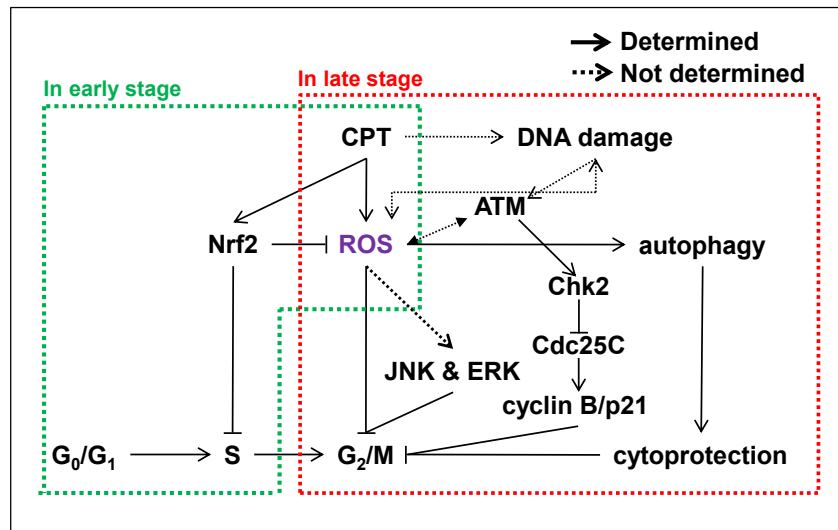 Determined
Not determined
In early stage
In late stage
CPT
DNA damage
ATM
Nrf2
ROS
autophagy
Chk2
Cdc25C
JNK & ERK
cyclin B/p21
G₀/G₁
S
G₂/M
cytoprotection